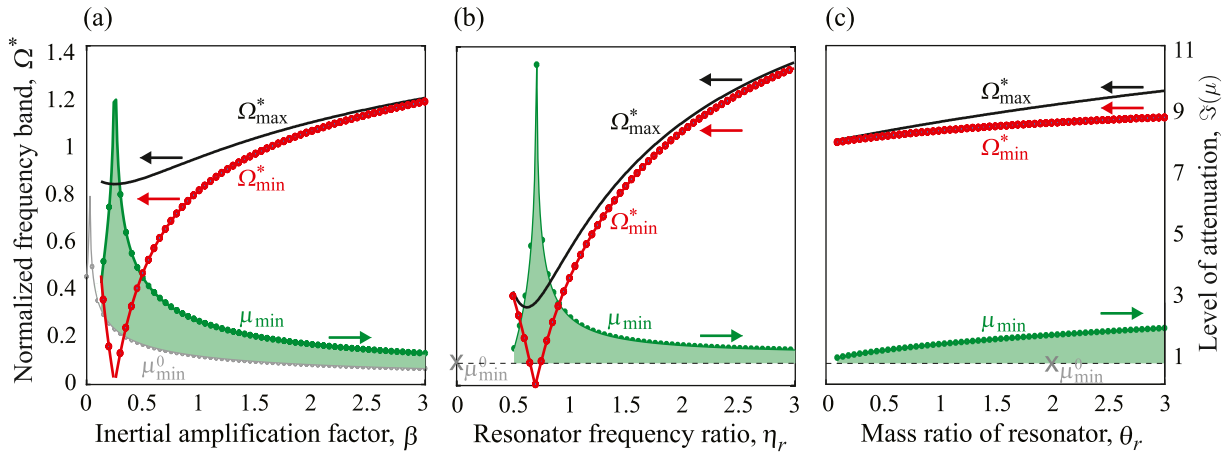 (a)
(b)
(c)
Normalized frequency band, Ω*
1.4
1.2
1
0.8
0.6
0.4
0.2
0
Ω*max
Ω*min
μmin
μ⁰min
0 0.5 1 1.5 2 2.5 3
Inertial amplification factor, β
Ω*max
Ω*min
μmin
μ̄⁰min
0 0.5 1 1.5 2 2.5 3
Resonator frequency ratio, ηr
Ω*max
Ω*min
μmin
μ̄⁰min
0 0.5 1 1.5 2 2.5 3
Mass ratio of resonator, θr
11
9
7
5
3
1
Level of attenuation, ℑ(μ)